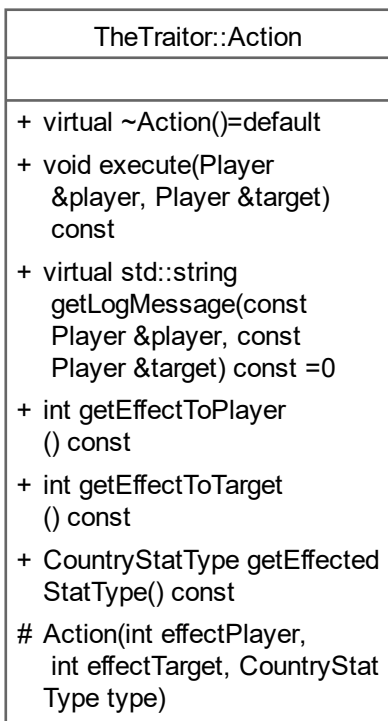 TheTraitor::Action
+ virtual ~Action()=default
+ void execute(Player
&player, Player &target)
const
+ virtual std::string
getLogMessage(const
Player &player, const
Player &target) const =0
+ int getEffectToPlayer
() const
+ int getEffectToTarget
() const
+ CountryStatType getEffected
StatType() const
# Action(int effectPlayer,
int effectTarget, CountryStat
Type type)